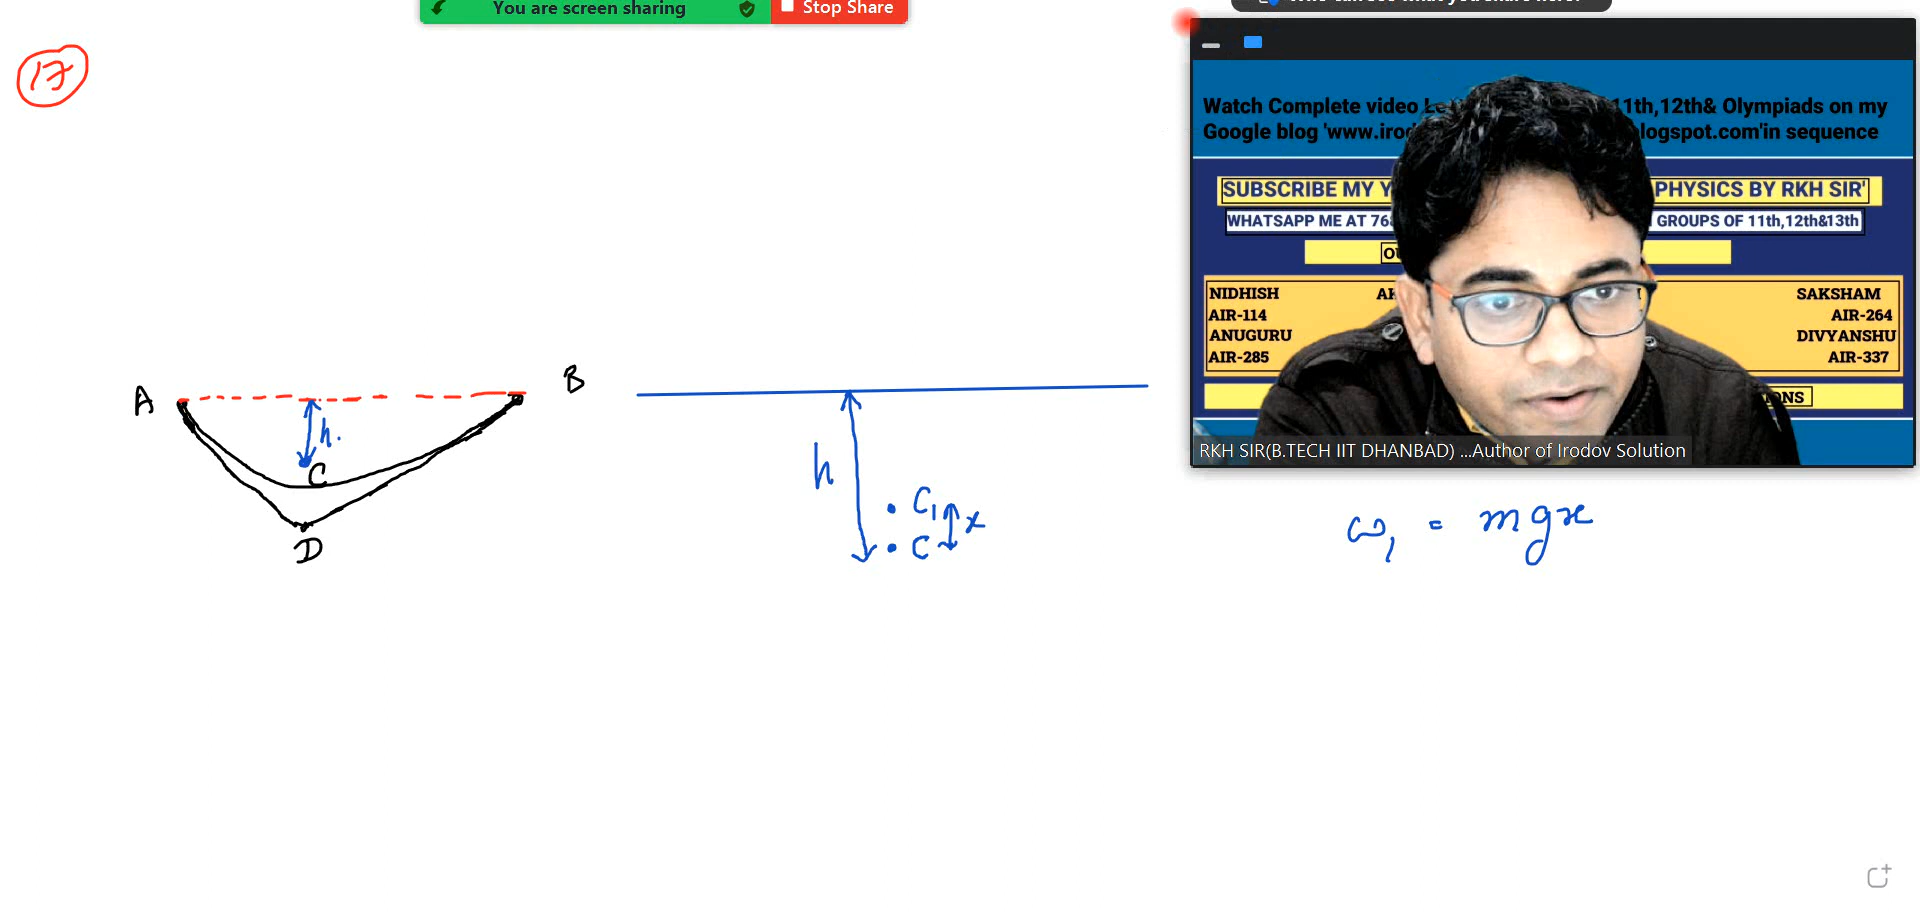 You are screen sharing
Stop Share
17
Watch Complete video 11th,12th& Olympiads on my
Google blog 'www.irod logspot.com'in sequence
SUBSCRIBE MY Y PHYSICS BY RKH SIR'
WHATSAPP ME AT 76 GROUPS OF 11th,12th&13th
NIDHISH SAKSHAM
AIR-114 AIR-264
ANUGURU DIVYANSHU
AIR-285 AIR-337
RKH SIR(B.TECH IIT DHANBAD) ...Author of Irodov Solution
A B
h.
C
D
h
C₁ x
C
ω₁ = mgx